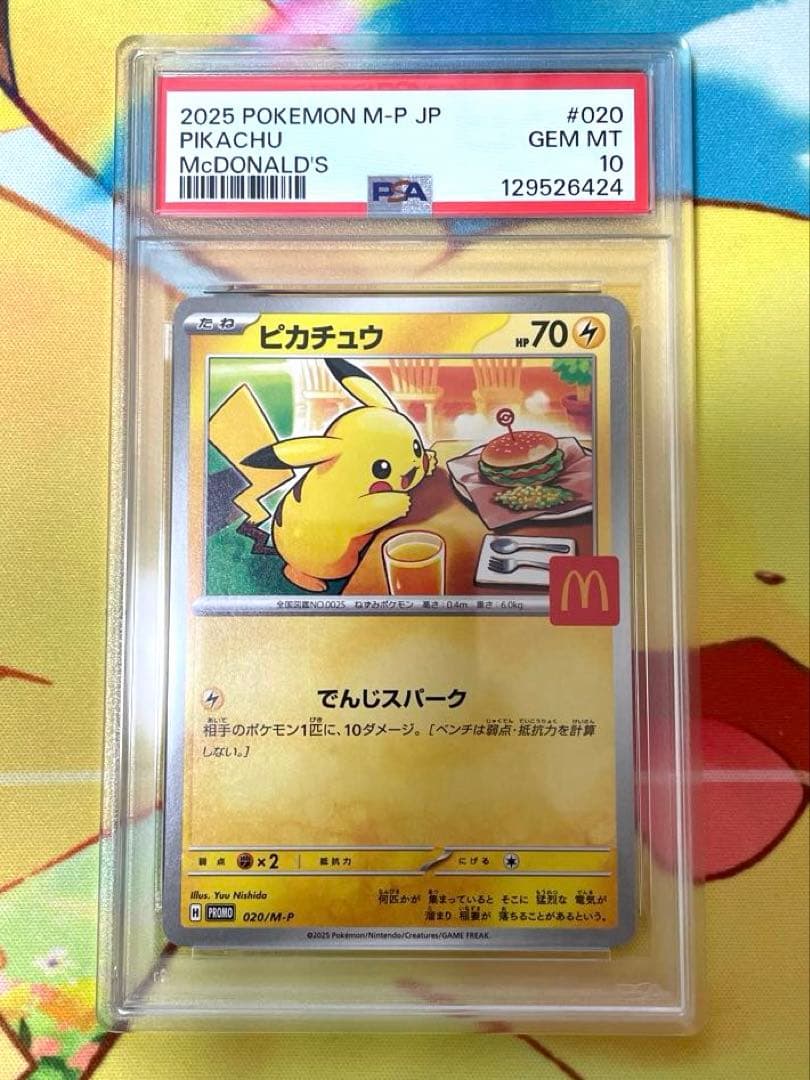 2025 POKEMON M-P JP #020
PIKACHU GEM MT
McDONALD'S 10
PSA 129526424
たね ピカチュウ HP70
全国図鑑NO.0025 ねずみポケモン 高さ:0.4m 重さ:6.0kg
M
でんじスパーク
相手のポケモン1匹に、10ダメージ。[ベンチは弱点・抵抗力を計算
しない。]
弱点 ×2 抵抗力 にげる
Illus. Yuu Nishida
何匹かが 集まっていると そこに 猛烈な 電気が
溜まり 稲妻が 落ちることがあるという。
H PROMO 020/M-P
©2025 Pokémon/Nintendo/Creatures/GAME FREAK.